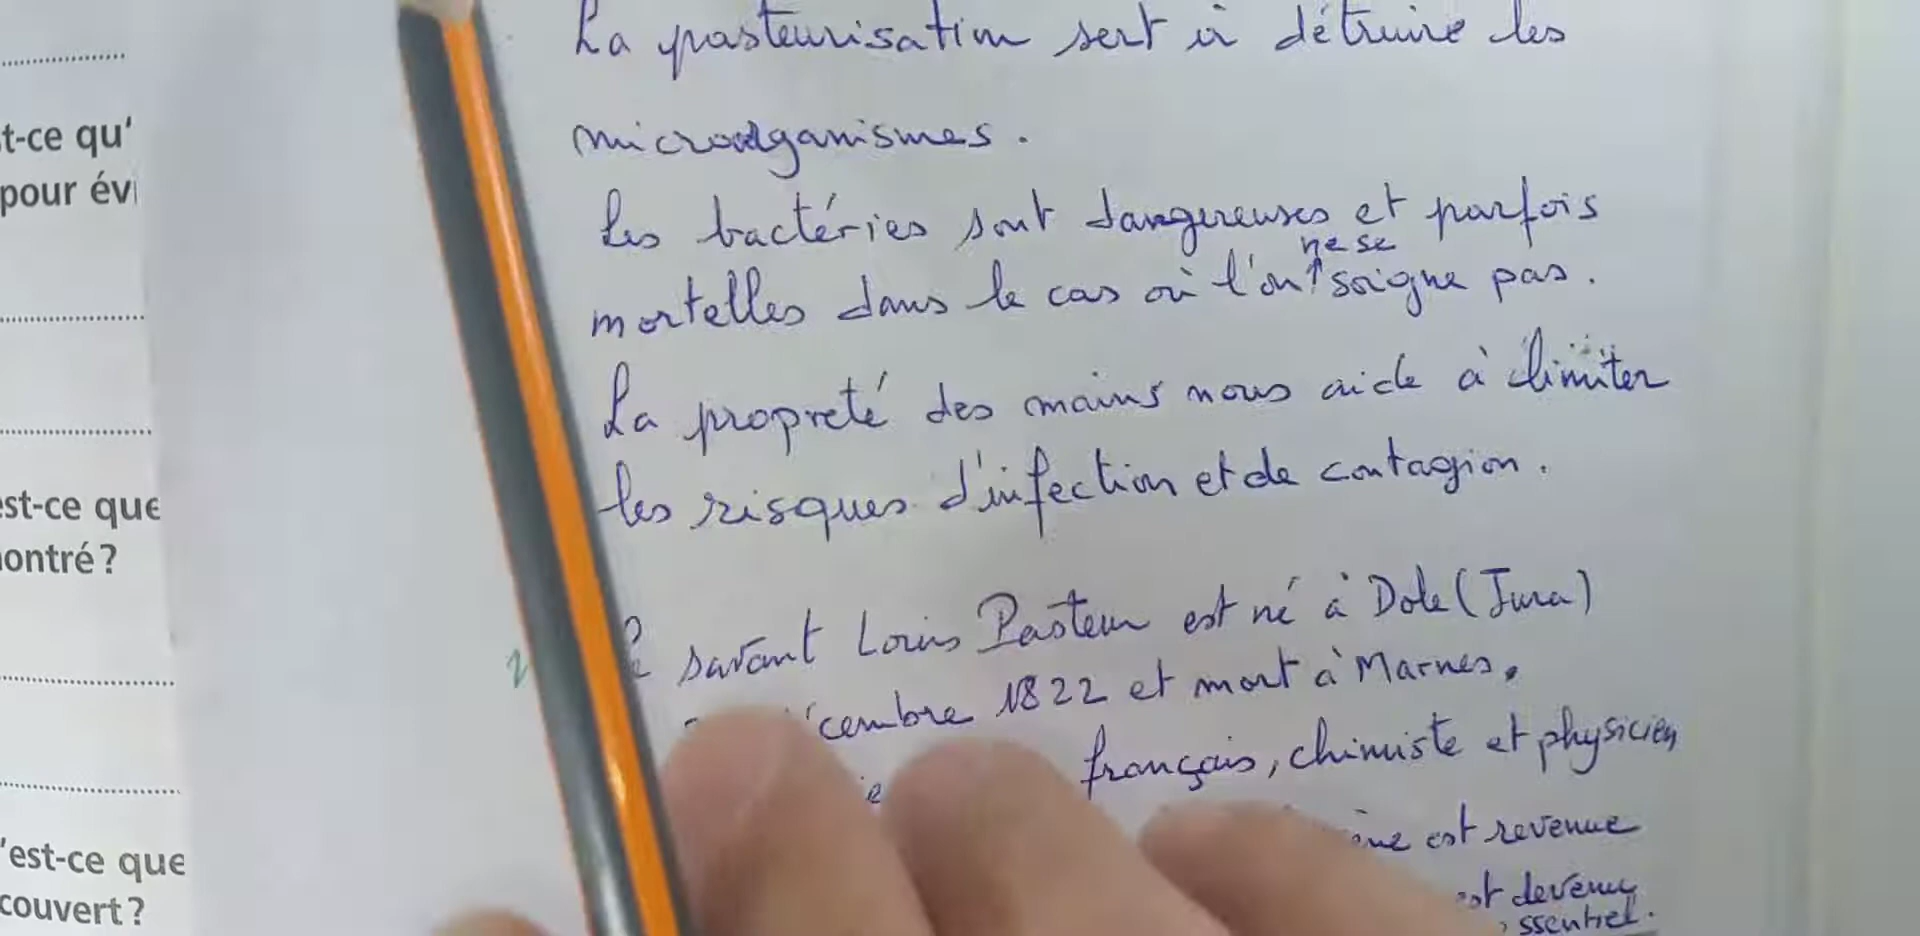 t-ce qu'
pour évi
est-ce que
montré ?
'est-ce que
couvert ?
La pasteurisation sert à détruire les
microorganismes.
Les bactéries sont dangereuses et parfois
ne se
mortelles dans le cas où l'on soigne pas.
La propreté des mains nous aide à limiter
les risques d'infection et de contagion.
savant Louis Pasteur est né à Dole (Jura)
cembre 1822 et mort à Marnes.
français, chimiste et physicien
est revenue
devenu
ssentiel.